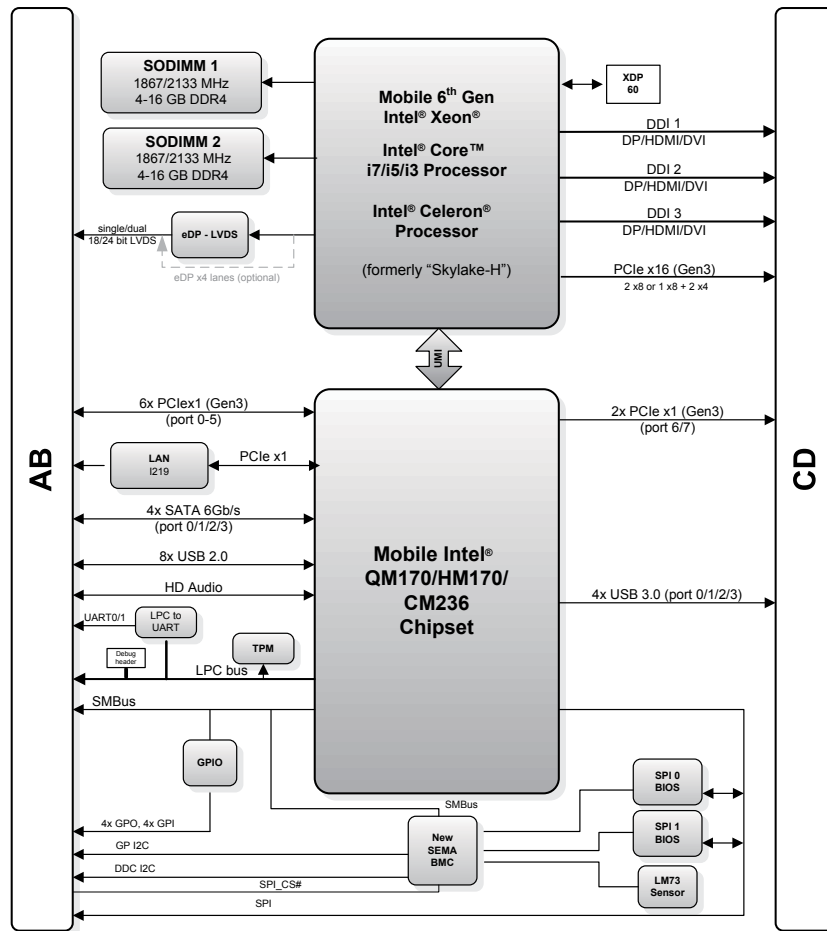 SODIMM 1
1867/2133 MHz
4-16 GB DDR4
SODIMM 2
1867/2133 MHz
4-16 GB DDR4
single/dual
18/24 bit LVDS
eDP - LVDS
eDP x4 lanes (optional)
Mobile 6th Gen
Intel® Xeon®
Intel® Core™
i7/i5/i3 Processor
Intel® Celeron®
Processor
(formerly “Skylake-H”)
XDP
60
DDI 1
DP/HDMI/DVI
DDI 2
DP/HDMI/DVI
DDI 3
DP/HDMI/DVI
PCIe x16 (Gen3)
2 x8 or 1 x8 + 2 x4
UMI
AB
CD
6x PCIex1 (Gen3)
(port 0-5)
LAN
I219
PCIe x1
4x SATA 6Gb/s
(port 0/1/2/3)
8x USB 2.0
HD Audio
UART0/1
LPC to
UART
Debug
header
TPM
LPC bus
SMBus
Mobile Intel®
QM170/HM170/
CM236
Chipset
2x PCIe x1 (Gen3)
(port 6/7)
4x USB 3.0 (port 0/1/2/3)
GPIO
4x GPO, 4x GPI
GP I2C
DDC I2C
SPI_CS#
SPI
SMBus
New
SEMA
BMC
SPI 0
BIOS
SPI 1
BIOS
LM73
Sensor